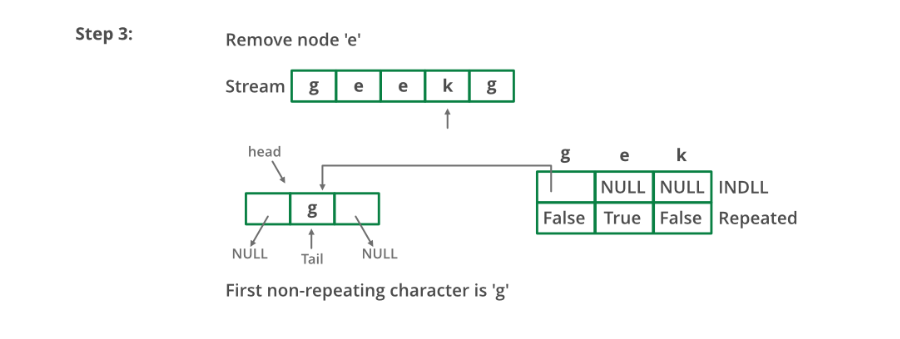 Step 3:
Remove node 'e'
Stream g e e k g
head
g e k
NULL NULL INDLL
g
False True False Repeated
NULL Tail NULL
First non-repeating character is 'g'